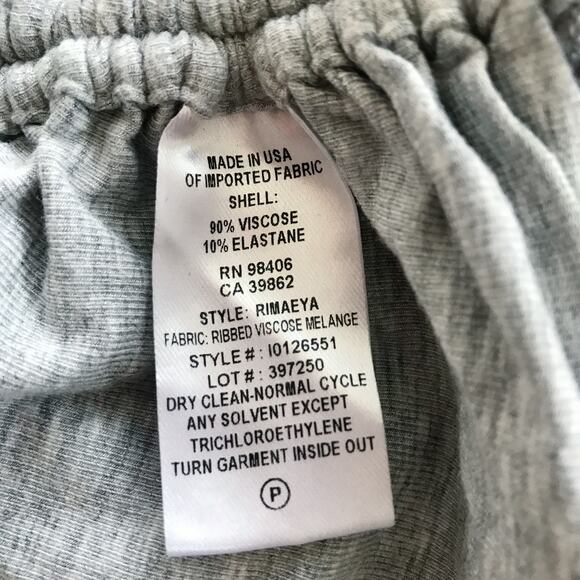 MADE IN USA
OF IMPORTED FABRIC
SHELL:
90% VISCOSE
10% ELASTANE
RN 98406
CA 39862
STYLE: RIMAEYA
FABRIC: RIBBED VISCOSE MELANGE
STYLE # : I0126551
LOT # : 397250
DRY CLEAN-NORMAL CYCLE
ANY SOLVENT EXCEPT
TRICHLOROETHYLENE
TURN GARMENT INSIDE OUT
P